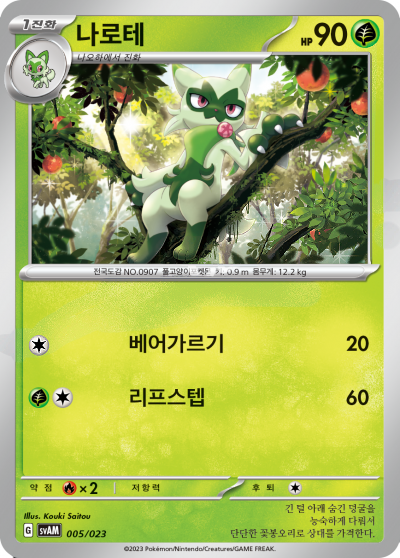 1진화
나로테
HP 90
나오하에서 진화
전국도감 NO.0907 풀고양이포켓몬 키: 0.9 m 몸무게: 12.2 kg
베어가르기 20
리프스텝 60
약 점 ×2 저항력 후 퇴
Illus. Kouki Saitou
G svAM 005/023
긴 털 아래 숨긴 덩굴을
능숙하게 다뤄서
단단한 꽃봉오리로 상대를 가격한다.
©2023 Pokémon/Nintendo/Creatures/GAME FREAK.